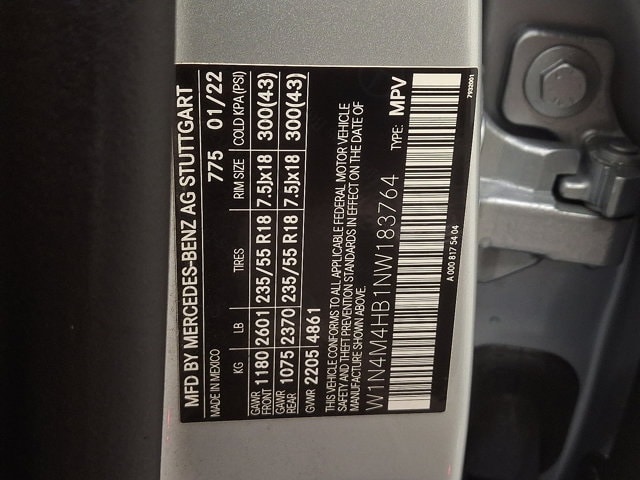 MFD BY MERCEDES-BENZ AG STUTTGART
MADE IN MEXICO 775 01/22
KG LB TIRES RIM SIZE COLD KPA (PSI)
GAWR FRONT 1180 2601 235/55 R18 7.5Jx18 300(43)
GAWR REAR 1075 2370 235/55 R18 7.5Jx18 300(43)
GVWR 2205 4861
THIS VEHICLE CONFORMS TO ALL APPLICABLE FEDERAL MOTOR VEHICLE
SAFETY AND THEFT PREVENTION STANDARDS IN EFFECT ON THE DATE OF
MANUFACTURE SHOWN ABOVE.
W1N4M4HB1NW183764 TYPE: MPV
A 000 817 54 04
7932001